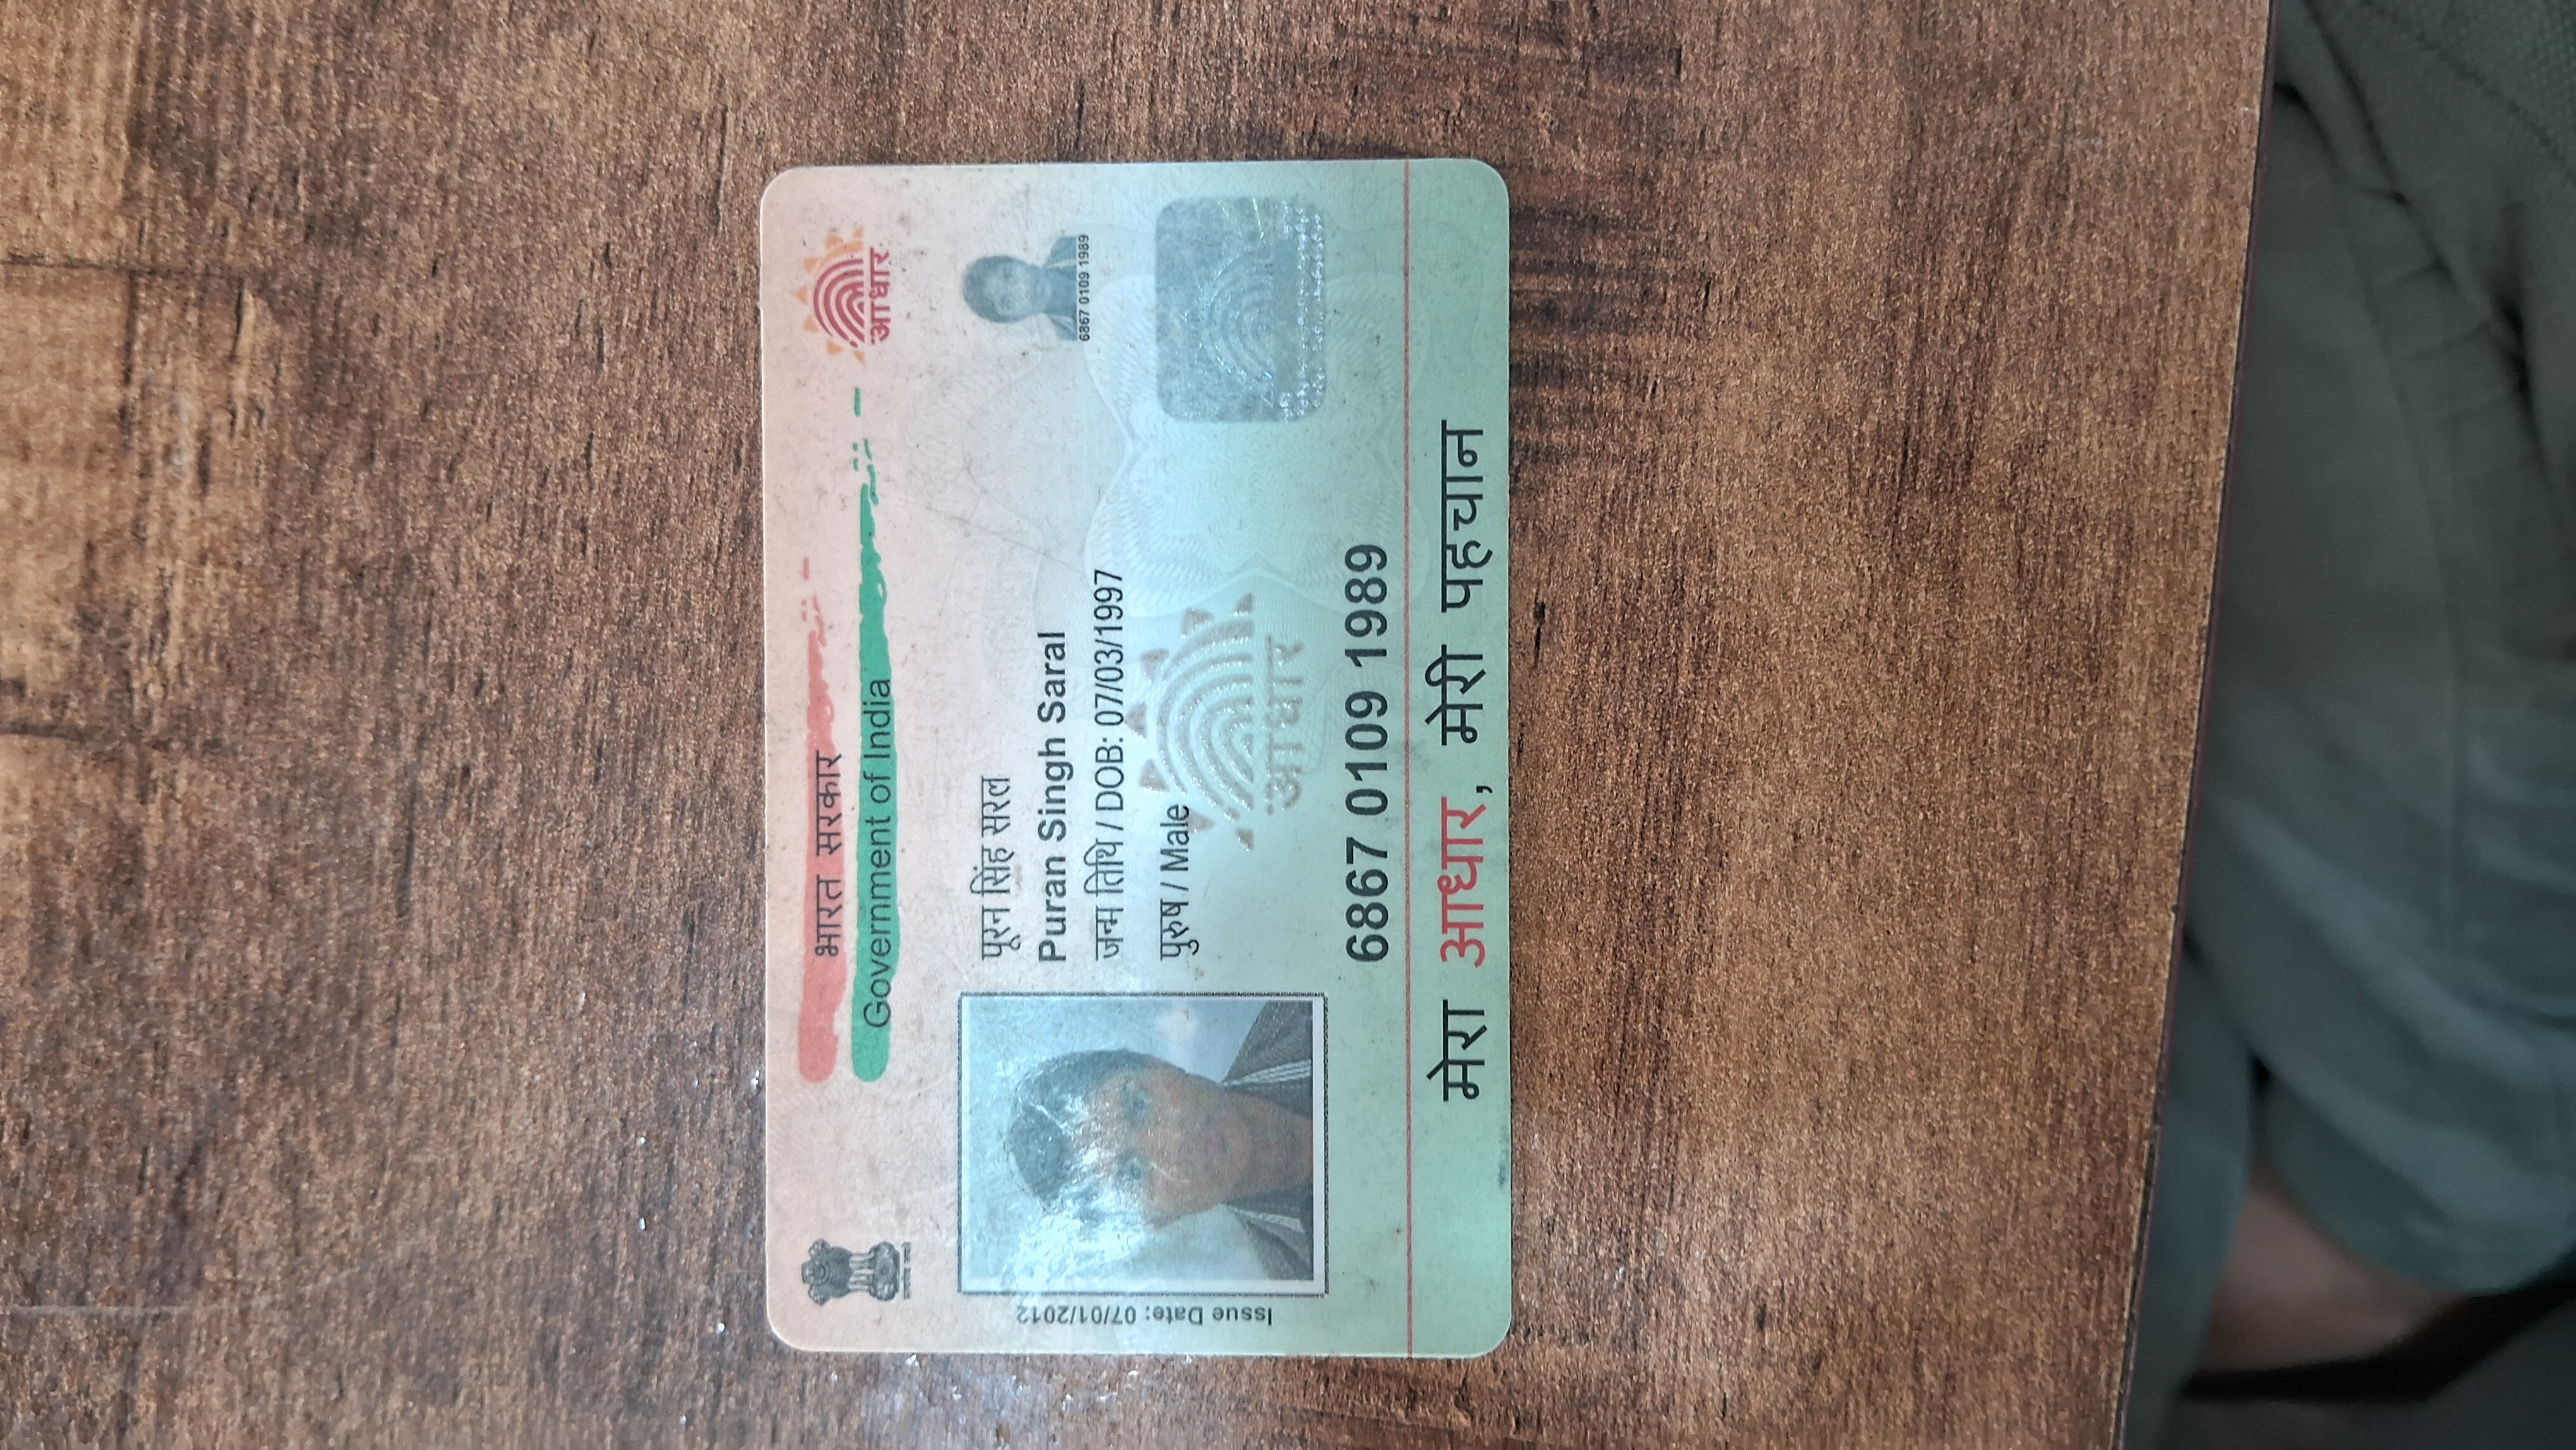 भारत सरकार
Government of India
आधार
पूरन सिंह सरल
Puran Singh Saral
जन्म तिथि / DOB: 07/03/1997
पुरुष / Male
6867 0109 1989
आधार
Issue Date: 07/01/2012
6867 0109 1989
मेरा आधार, मेरी पहचान